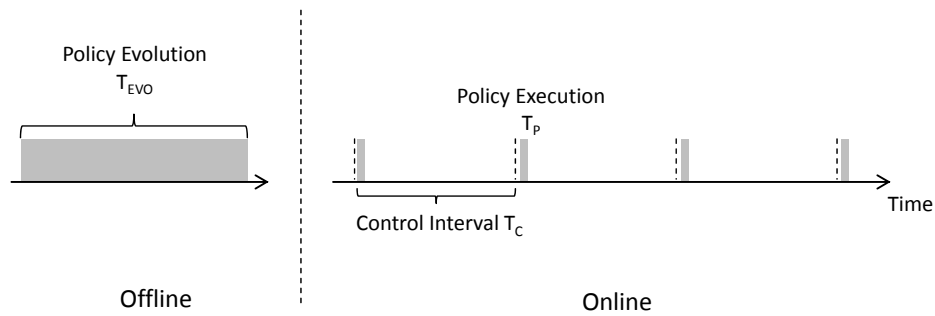 Policy Evolution
T_EVO
Policy Execution
T_P
Control Interval T_C
Time
Offline
Online